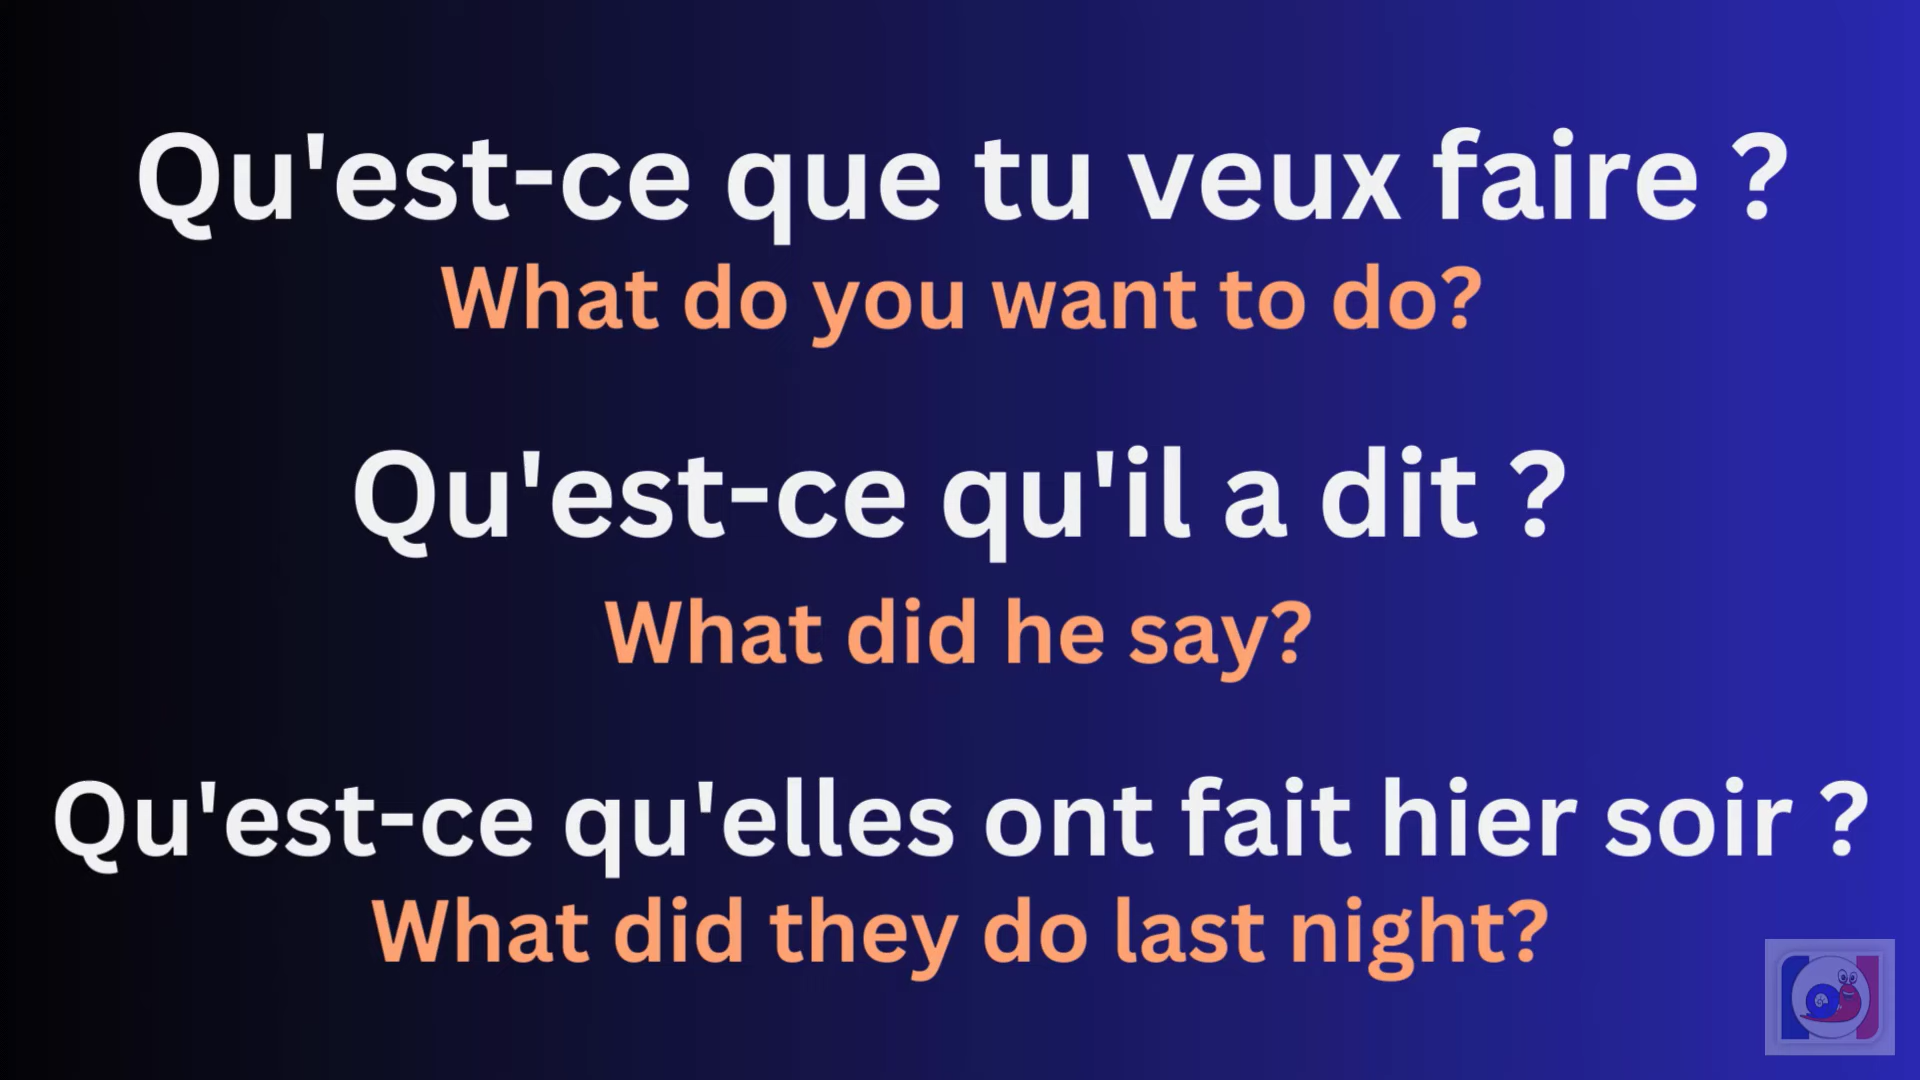 Qu'est-ce que tu veux faire ?
What do you want to do?
Qu'est-ce qu'il a dit ?
What did he say?
Qu'est-ce qu'elles ont fait hier soir ?
What did they do last night?